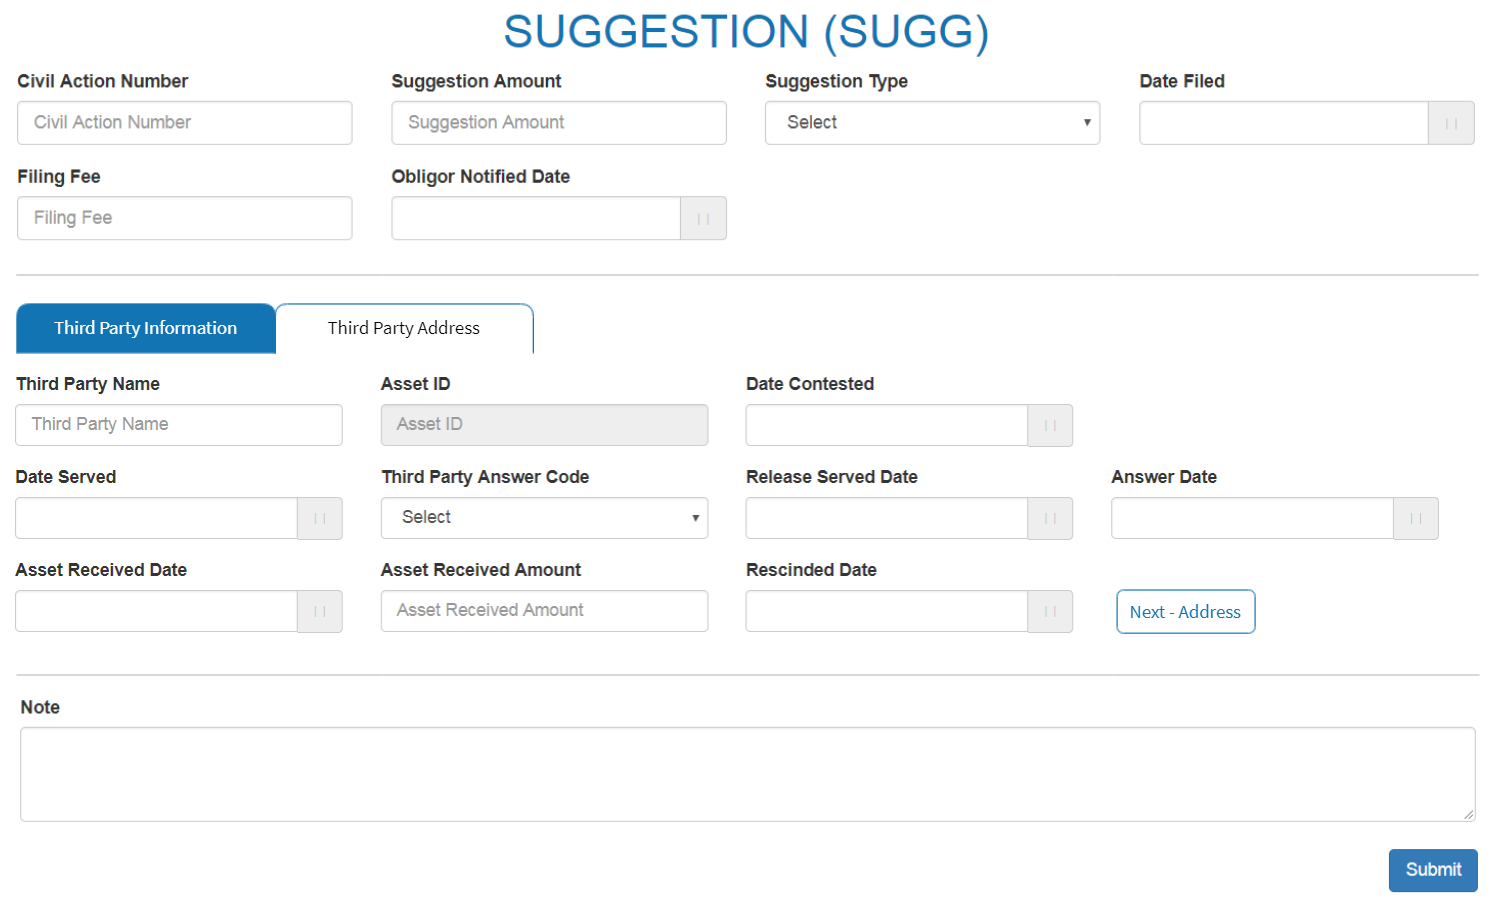 SUGGESTION (SUGG)
Civil Action Number Suggestion Amount Suggestion Type Date Filed
Civil Action Number Suggestion Amount Select
Filing Fee Obligor Notified Date
Filing Fee
Third Party Information Third Party Address
Third Party Name Asset ID Date Contested
Third Party Name Asset ID
Date Served Third Party Answer Code Release Served Date Answer Date
Select
Asset Received Date Asset Received Amount Rescinded Date
Asset Received Amount Next - Address
Note
Submit